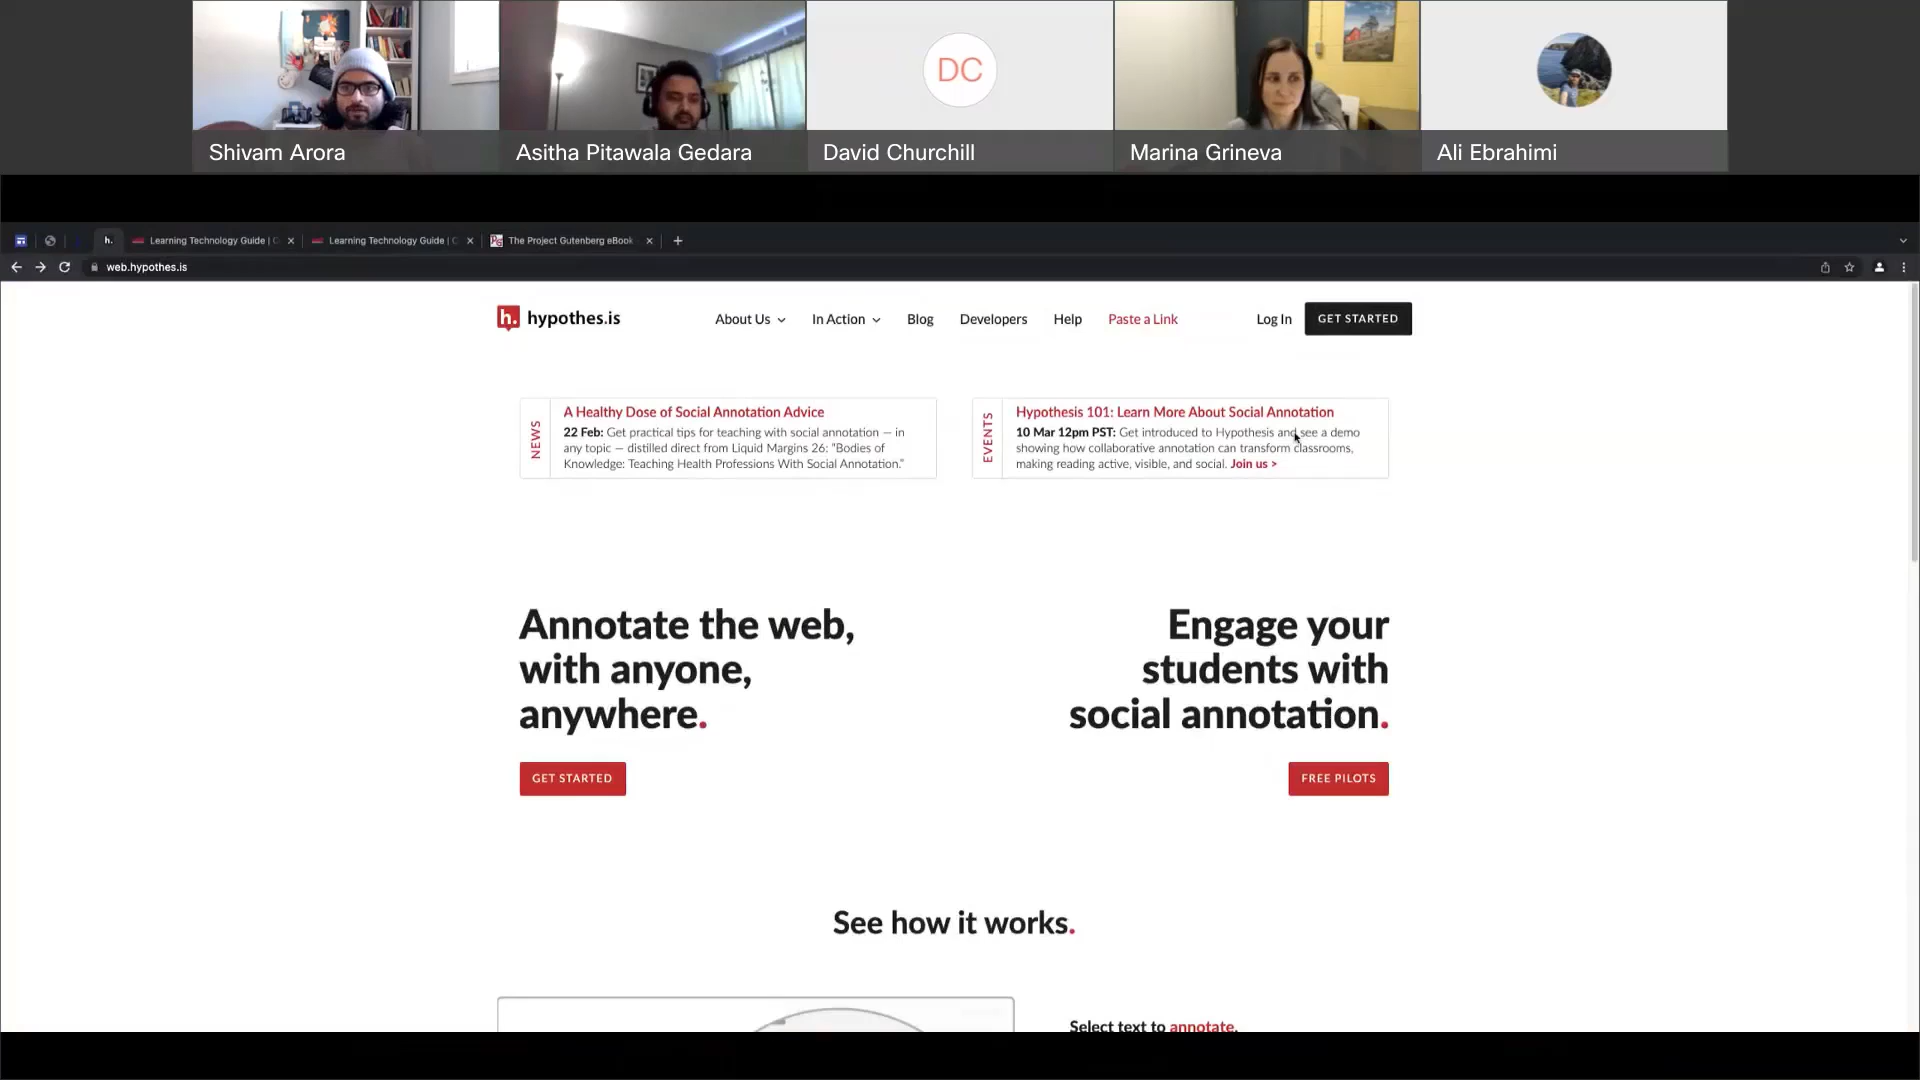 Shivam Arora
Asitha Pitawala Gedara
DC
David Churchill
Marina Grineva
Ali Ebrahimi
h.
Learning Technology Guide | C
Learning Technology Guide | C
The Project Gutenberg eBook
web.hypothes.is
h. hypothes.is
About Us
In Action
Blog
Developers
Help
Paste a Link
Log In
GET STARTED
NEWS
A Healthy Dose of Social Annotation Advice
22 Feb: Get practical tips for teaching with social annotation — in
any topic — distilled direct from Liquid Margins 26: “Bodies of
Knowledge: Teaching Health Professions With Social Annotation.”
EVENTS
Hypothesis 101: Learn More About Social Annotation
10 Mar 12pm PST: Get introduced to Hypothesis and see a demo
showing how collaborative annotation can transform classrooms,
making reading active, visible, and social. Join us >
Annotate the web,
with anyone,
anywhere.
GET STARTED
Engage your
students with
social annotation.
FREE PILOTS
See how it works.
Select text to annotate.